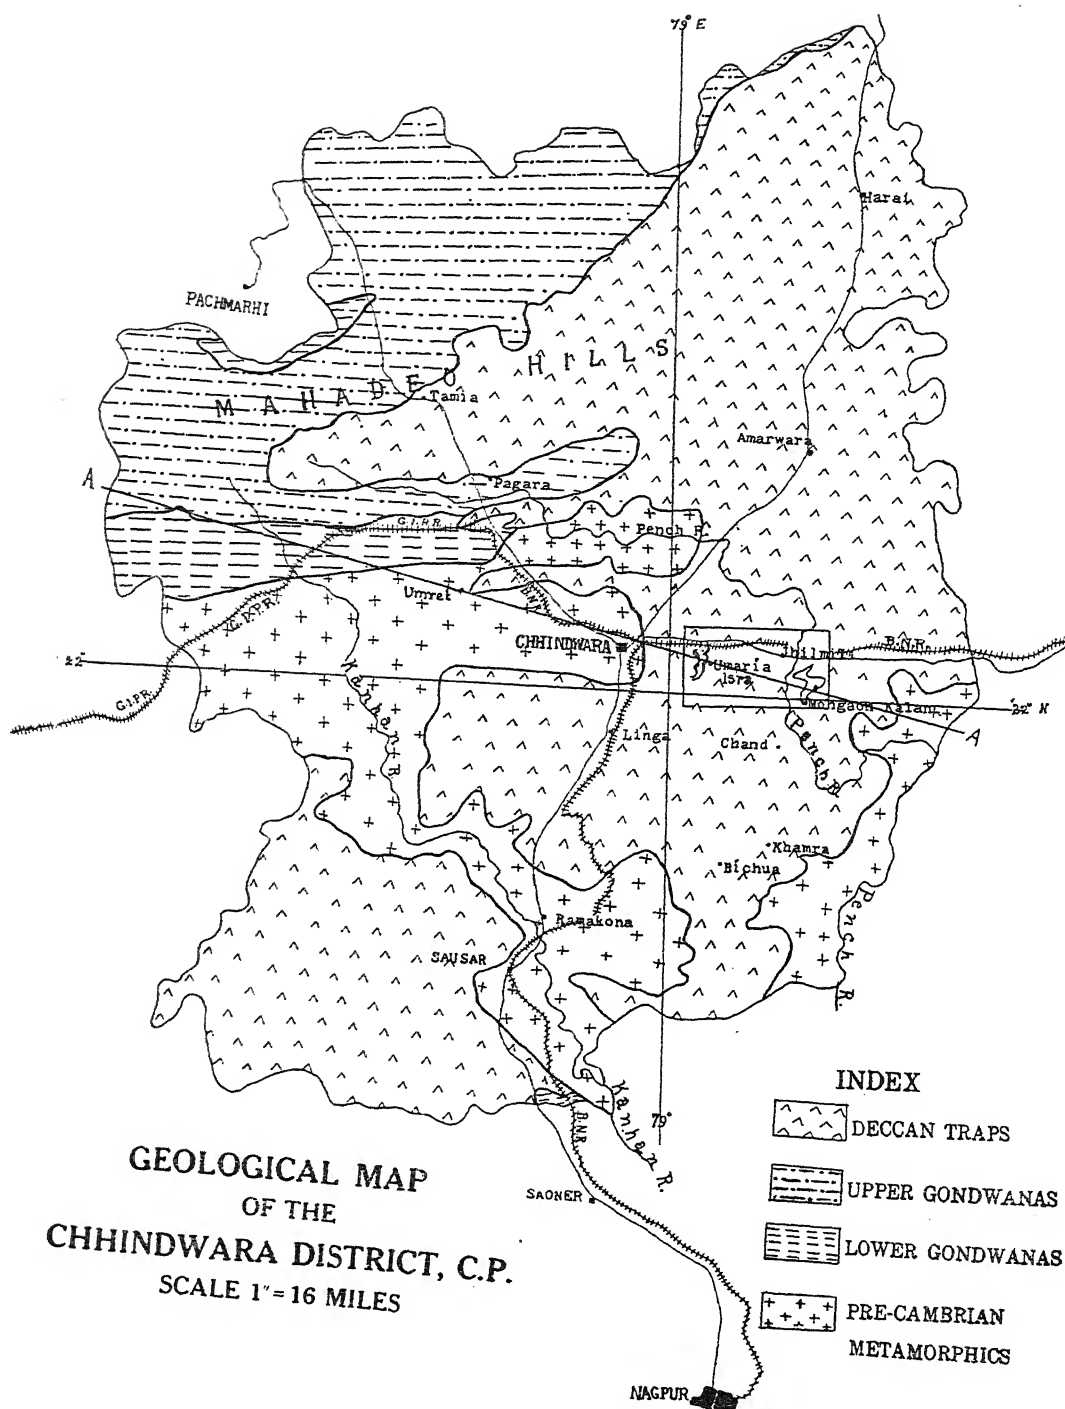 79° E
Harai
PACHMARHI
MAHADEO HILLS
Tamia
Amarwara
A
Pagara
G.I.P.R.
Pench R.
Umret
B.N.R.
G.I.P.R.
CHHINDWARA
Jhilmili
B.N.R.
22°
Umaria
Isra
Kanhan R.
Mohgaon Kalan
22° N
G.I.P.R.
Linga
Chand
Pench R.
A
Khamra
Bichua
Pench R.
Ramakona
SAUSAR
Kanhan R.
79°
B.N.R.
SAONER
NAGPUR
INDEX
DECCAN TRAPS
UPPER GONDWANAS
LOWER GONDWANAS
PRE-CAMBRIAN
METAMORPHICS
GEOLOGICAL MAP
OF THE
CHHINDWARA DISTRICT, C.P.
SCALE 1″= 16 MILES